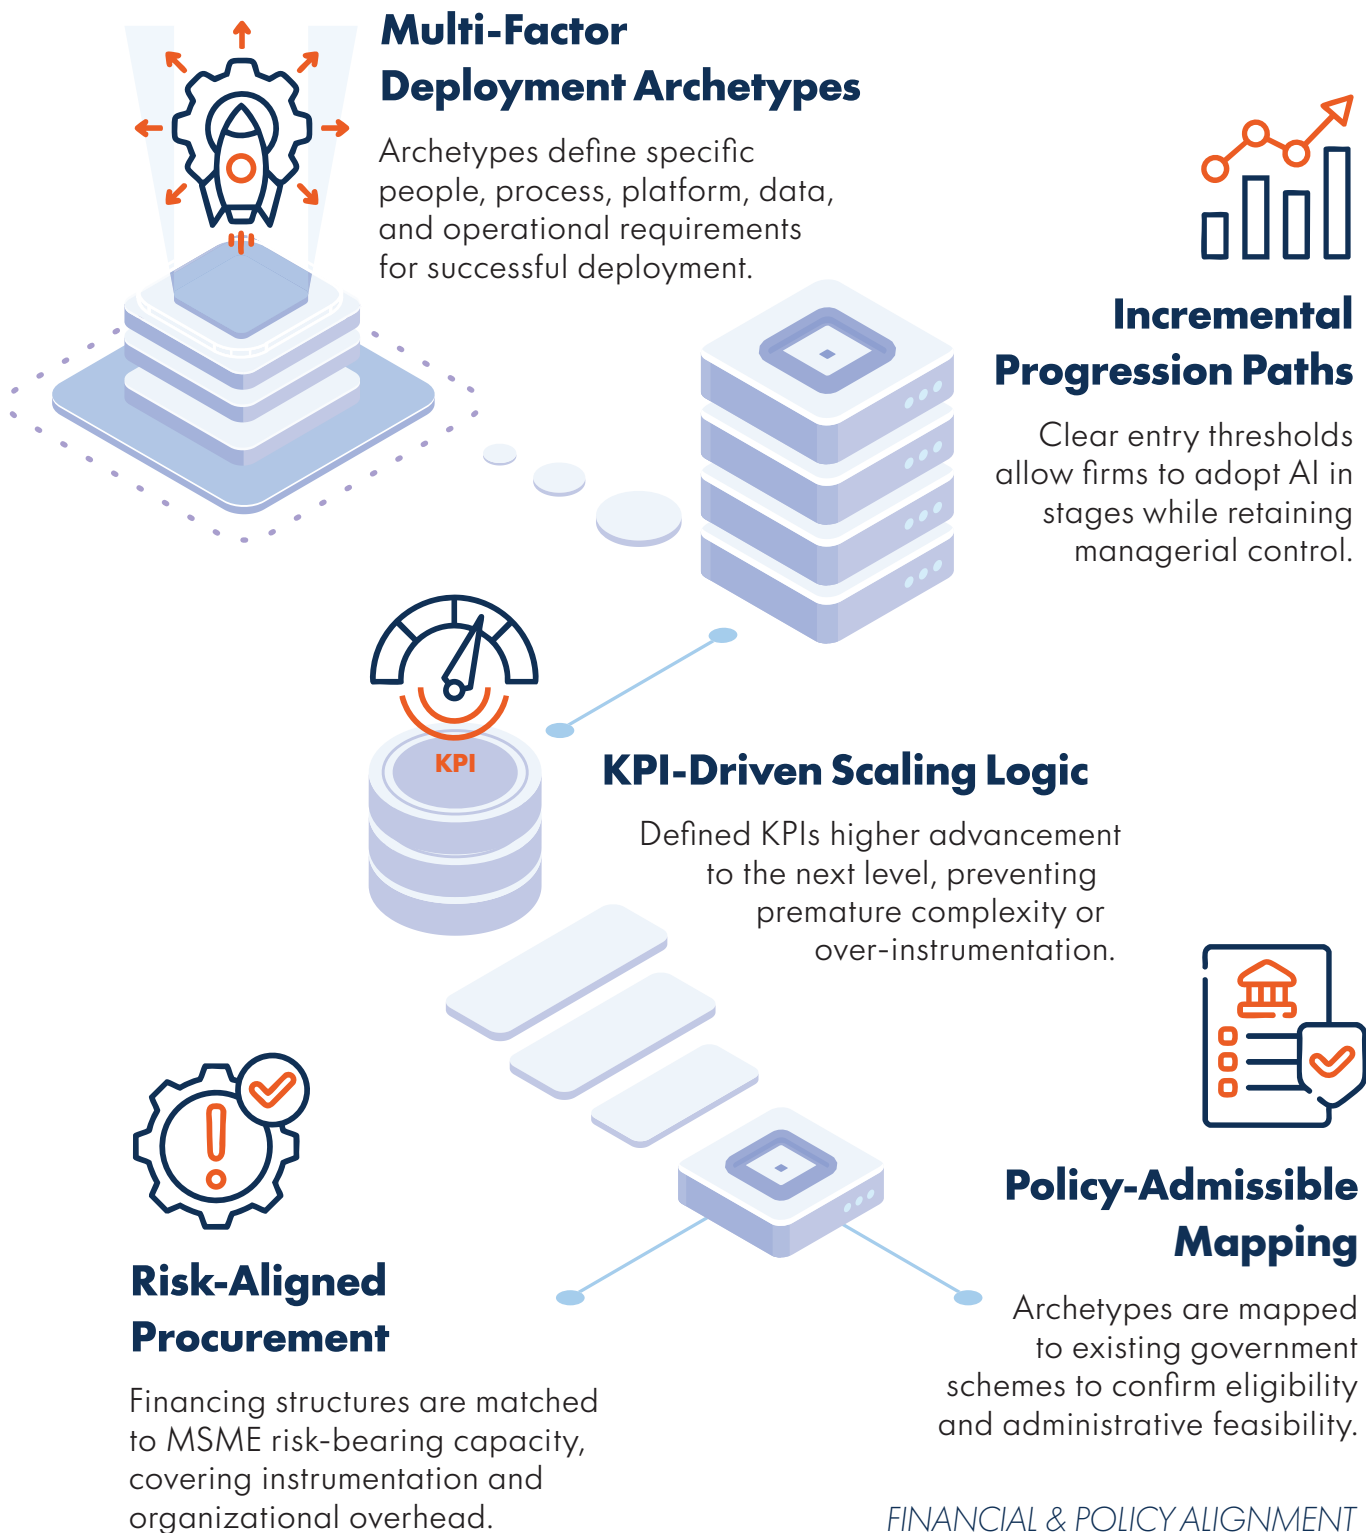 Multi-Factor
Deployment Archetypes
Archetypes define specific
people, process, platform, data,
and operational requirements
for successful deployment.
Incremental
Progression Paths
Clear entry thresholds
allow firms to adopt AI in
stages while retaining
managerial control.
KPI
KPI-Driven Scaling Logic
Defined KPIs higher advancement
to the next level, preventing
premature complexity or
over-instrumentation.
Risk-Aligned
Procurement
Financing structures are matched
to MSME risk-bearing capacity,
covering instrumentation and
organizational overhead.
Policy-Admissible
Mapping
Archetypes are mapped
to existing government
schemes to confirm eligibility
and administrative feasibility.
FINANCIAL & POLICY ALIGNMENT